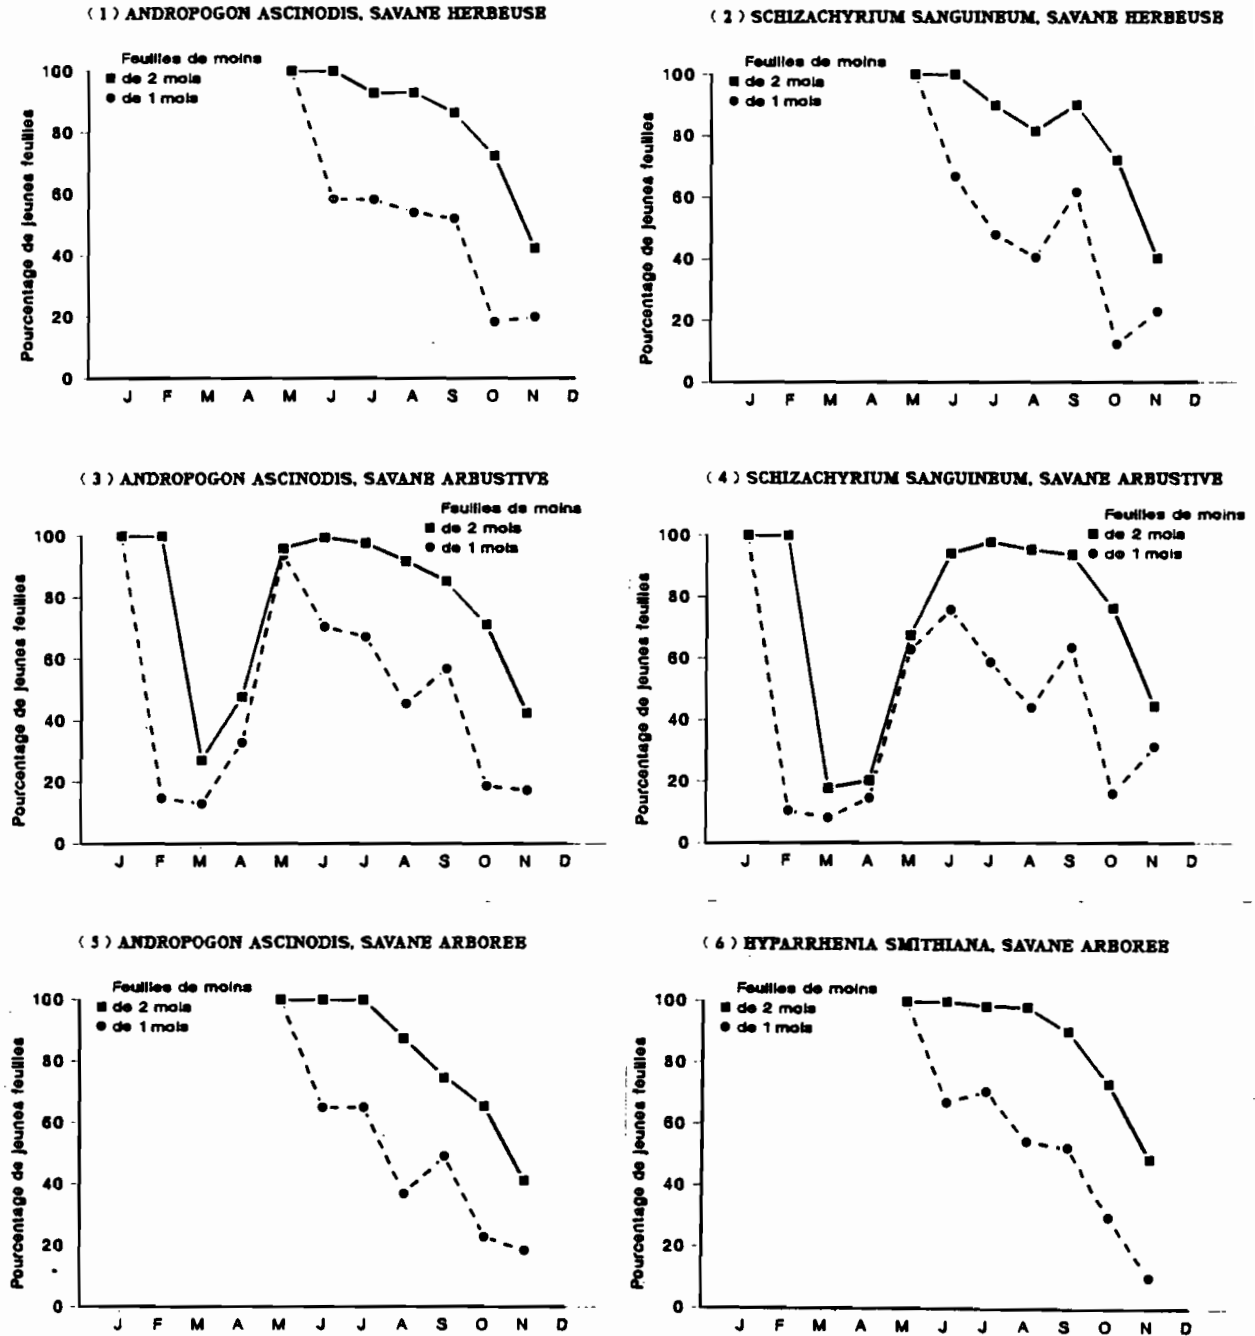 ( 1 ) ANDROPOGON ASCINODIS, SAVANE HERBEUSE
Feuilles de moins
de 2 mois
de 1 mois
Pourcentage de jeunes feuilles
100
80
60
40
20
0
J F M A M J J A S O N D
( 2 ) SCHIZACHYRIUM SANGUINEUM, SAVANE HERBEUSE
Feuilles de moins
de 2 mois
de 1 mois
Pourcentage de jeunes feuilles
100
80
60
40
20
0
J F M A M J J A S O N D
( 3 ) ANDROPOGON ASCINODIS, SAVANE ARBUSTIVE
Feuilles de moins
de 2 mois
de 1 mois
Pourcentage de jeunes feuilles
100
80
60
40
20
0
J F M A M J J A S O N D
( 4 ) SCHIZACHYRIUM SANGUINEUM, SAVANE ARBUSTIVE
Feuilles de moins
de 2 mois
de 1 mois
Pourcentage de jeunes feuilles
100
80
60
40
20
0
J F M A M J J A S O N D
( 5 ) ANDROPOGON ASCINODIS, SAVANE ARBOREE
Feuilles de moins
de 2 mois
de 1 mois
Pourcentage de jeunes feuilles
100
80
60
40
20
0
J F M A M J J A S O N D
( 6 ) HYPARRHENIA SMITHIANA, SAVANE ARBOREE
Feuilles de moins
de 2 mois
de 1 mois
Pourcentage de jeunes feuilles
100
80
60
40
20
0
J F M A M J J A S O N D